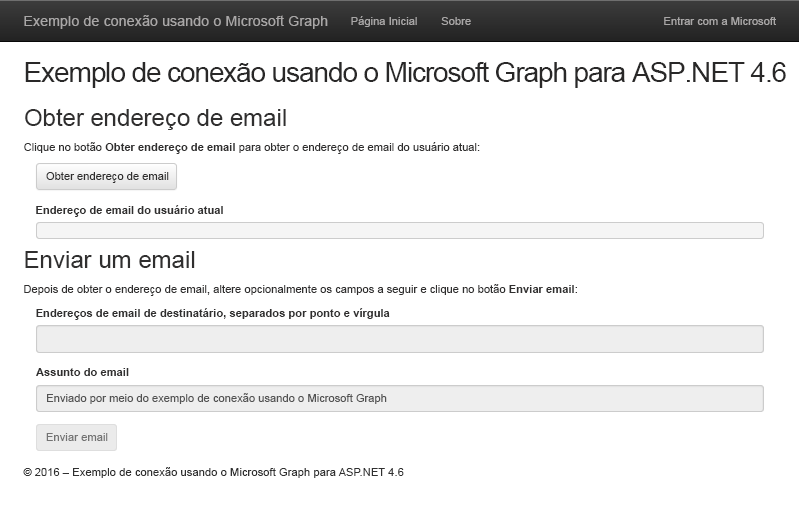 Exemplo de conexão usando o Microsoft Graph Página Inicial Sobre Entrar com a Microsoft
Exemplo de conexão usando o Microsoft Graph para ASP.NET 4.6
Obter endereço de email
Clique no botão Obter endereço de email para obter o endereço de email do usuário atual:
Obter endereço de email
Endereço de email do usuário atual
Enviar um email
Depois de obter o endereço de email, altere opcionalmente os campos a seguir e clique no botão Enviar email:
Endereços de email de destinatário, separados por ponto e vírgula
Assunto do email
Enviado por meio do exemplo de conexão usando o Microsoft Graph
Enviar email
© 2016 – Exemplo de conexão usando o Microsoft Graph para ASP.NET 4.6